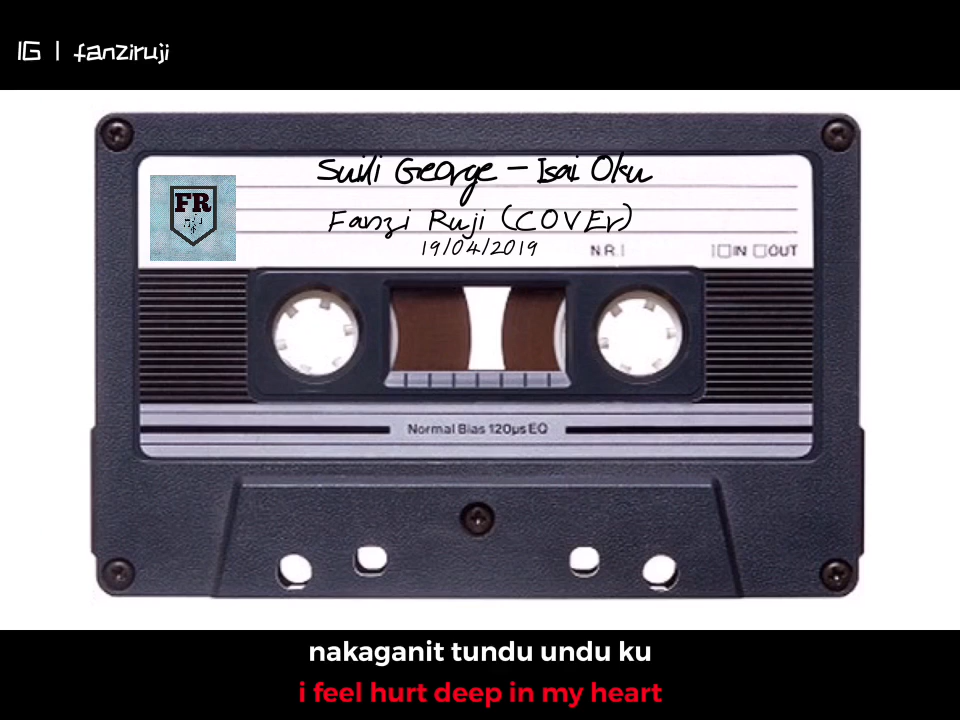 IG | fanziruji
Suili George - Isai Oku
FR
Fanzi Ruji (COVEr)
19/04/2019
N.R. IN OUT
Normal Bias 120µs EQ
nakaganit tundu undu ku
i feel hurt deep in my heart